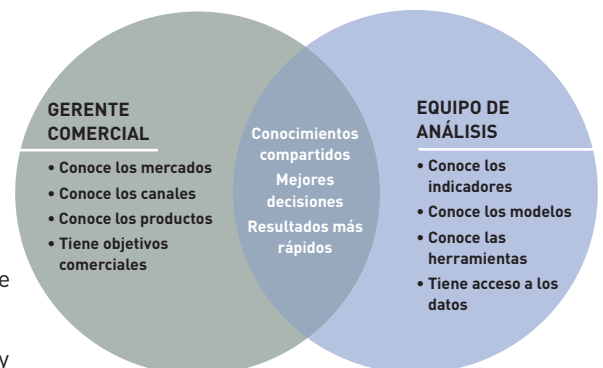 GERENTE
COMERCIAL
• Conoce los mercados
• Conoce los canales
• Conoce los productos
• Tiene objetivos
comerciales
Conocimientos
compartidos
Mejores
decisiones
Resultados más
rápidos
EQUIPO DE
ANÁLISIS
• Conoce los
indicadores
• Conoce los modelos
• Conoce las
herramientas
• Tiene acceso a los
datos
e
y